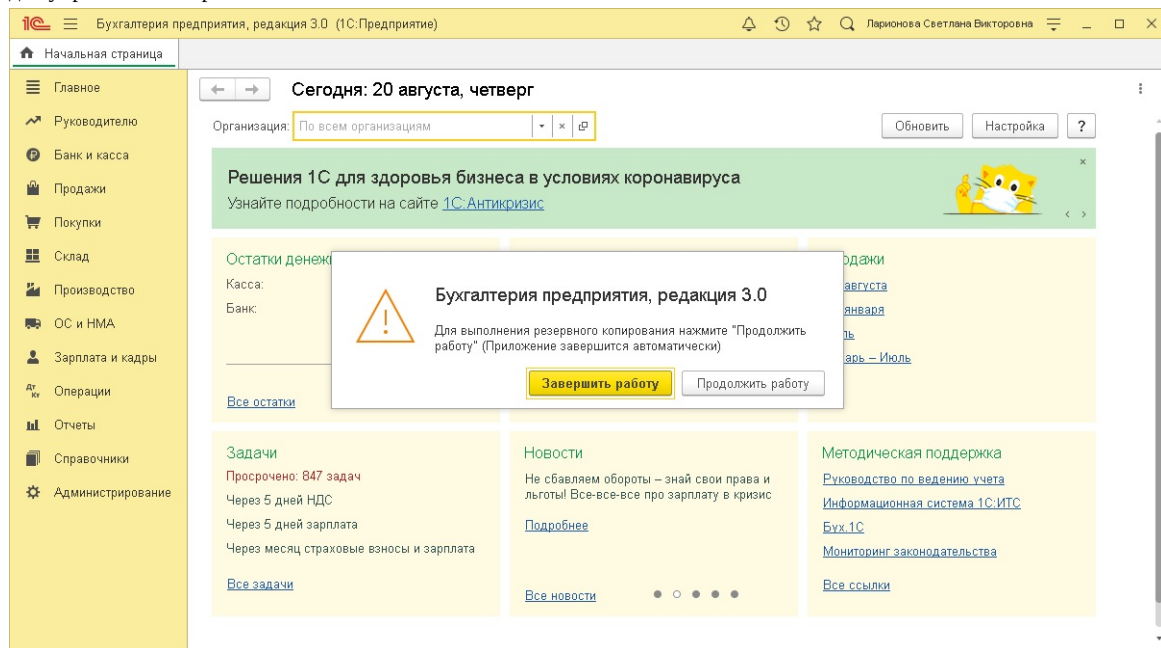 1С Бухгалтерия предприятия, редакция 3.0 (1С:Предприятие) Ларионова Светлана Викторовна
Начальная страница
Главное
Руководителю
Банк и касса
Продажи
Покупки
Склад
Производство
ОС и НМА
Зарплата и кадры
Дт Кт Операции
Отчеты
Справочники
Администрирование
Сегодня: 20 августа, четверг
Организация: По всем организациям
Обновить Настройка ?
Решения 1С для здоровья бизнеса в условиях коронавируса
Узнайте подробности на сайте 1С:Антикризис
Остатки денеж
Касса:
Банк:
Все остатки
одажи
августа
января
ль
арь – Июль
Бухгалтерия предприятия, редакция 3.0
Для выполнения резервного копирования нажмите "Продолжить
работу" (Приложение завершится автоматически)
Завершить работу Продолжить работу
Задачи
Просрочено: 847 задач
Через 5 дней НДС
Через 5 дней зарплата
Через месяц страховые взносы и зарплата
Все задачи
Новости
Не сбавляем обороты – знай свои права и
льготы! Все-все-все про зарплату в кризис
Подробнее
Все новости
Методическая поддержка
Руководство по ведению учета
Информационная система 1С:ИТС
Бух.1С
Мониторинг законодательства
Все ссылки